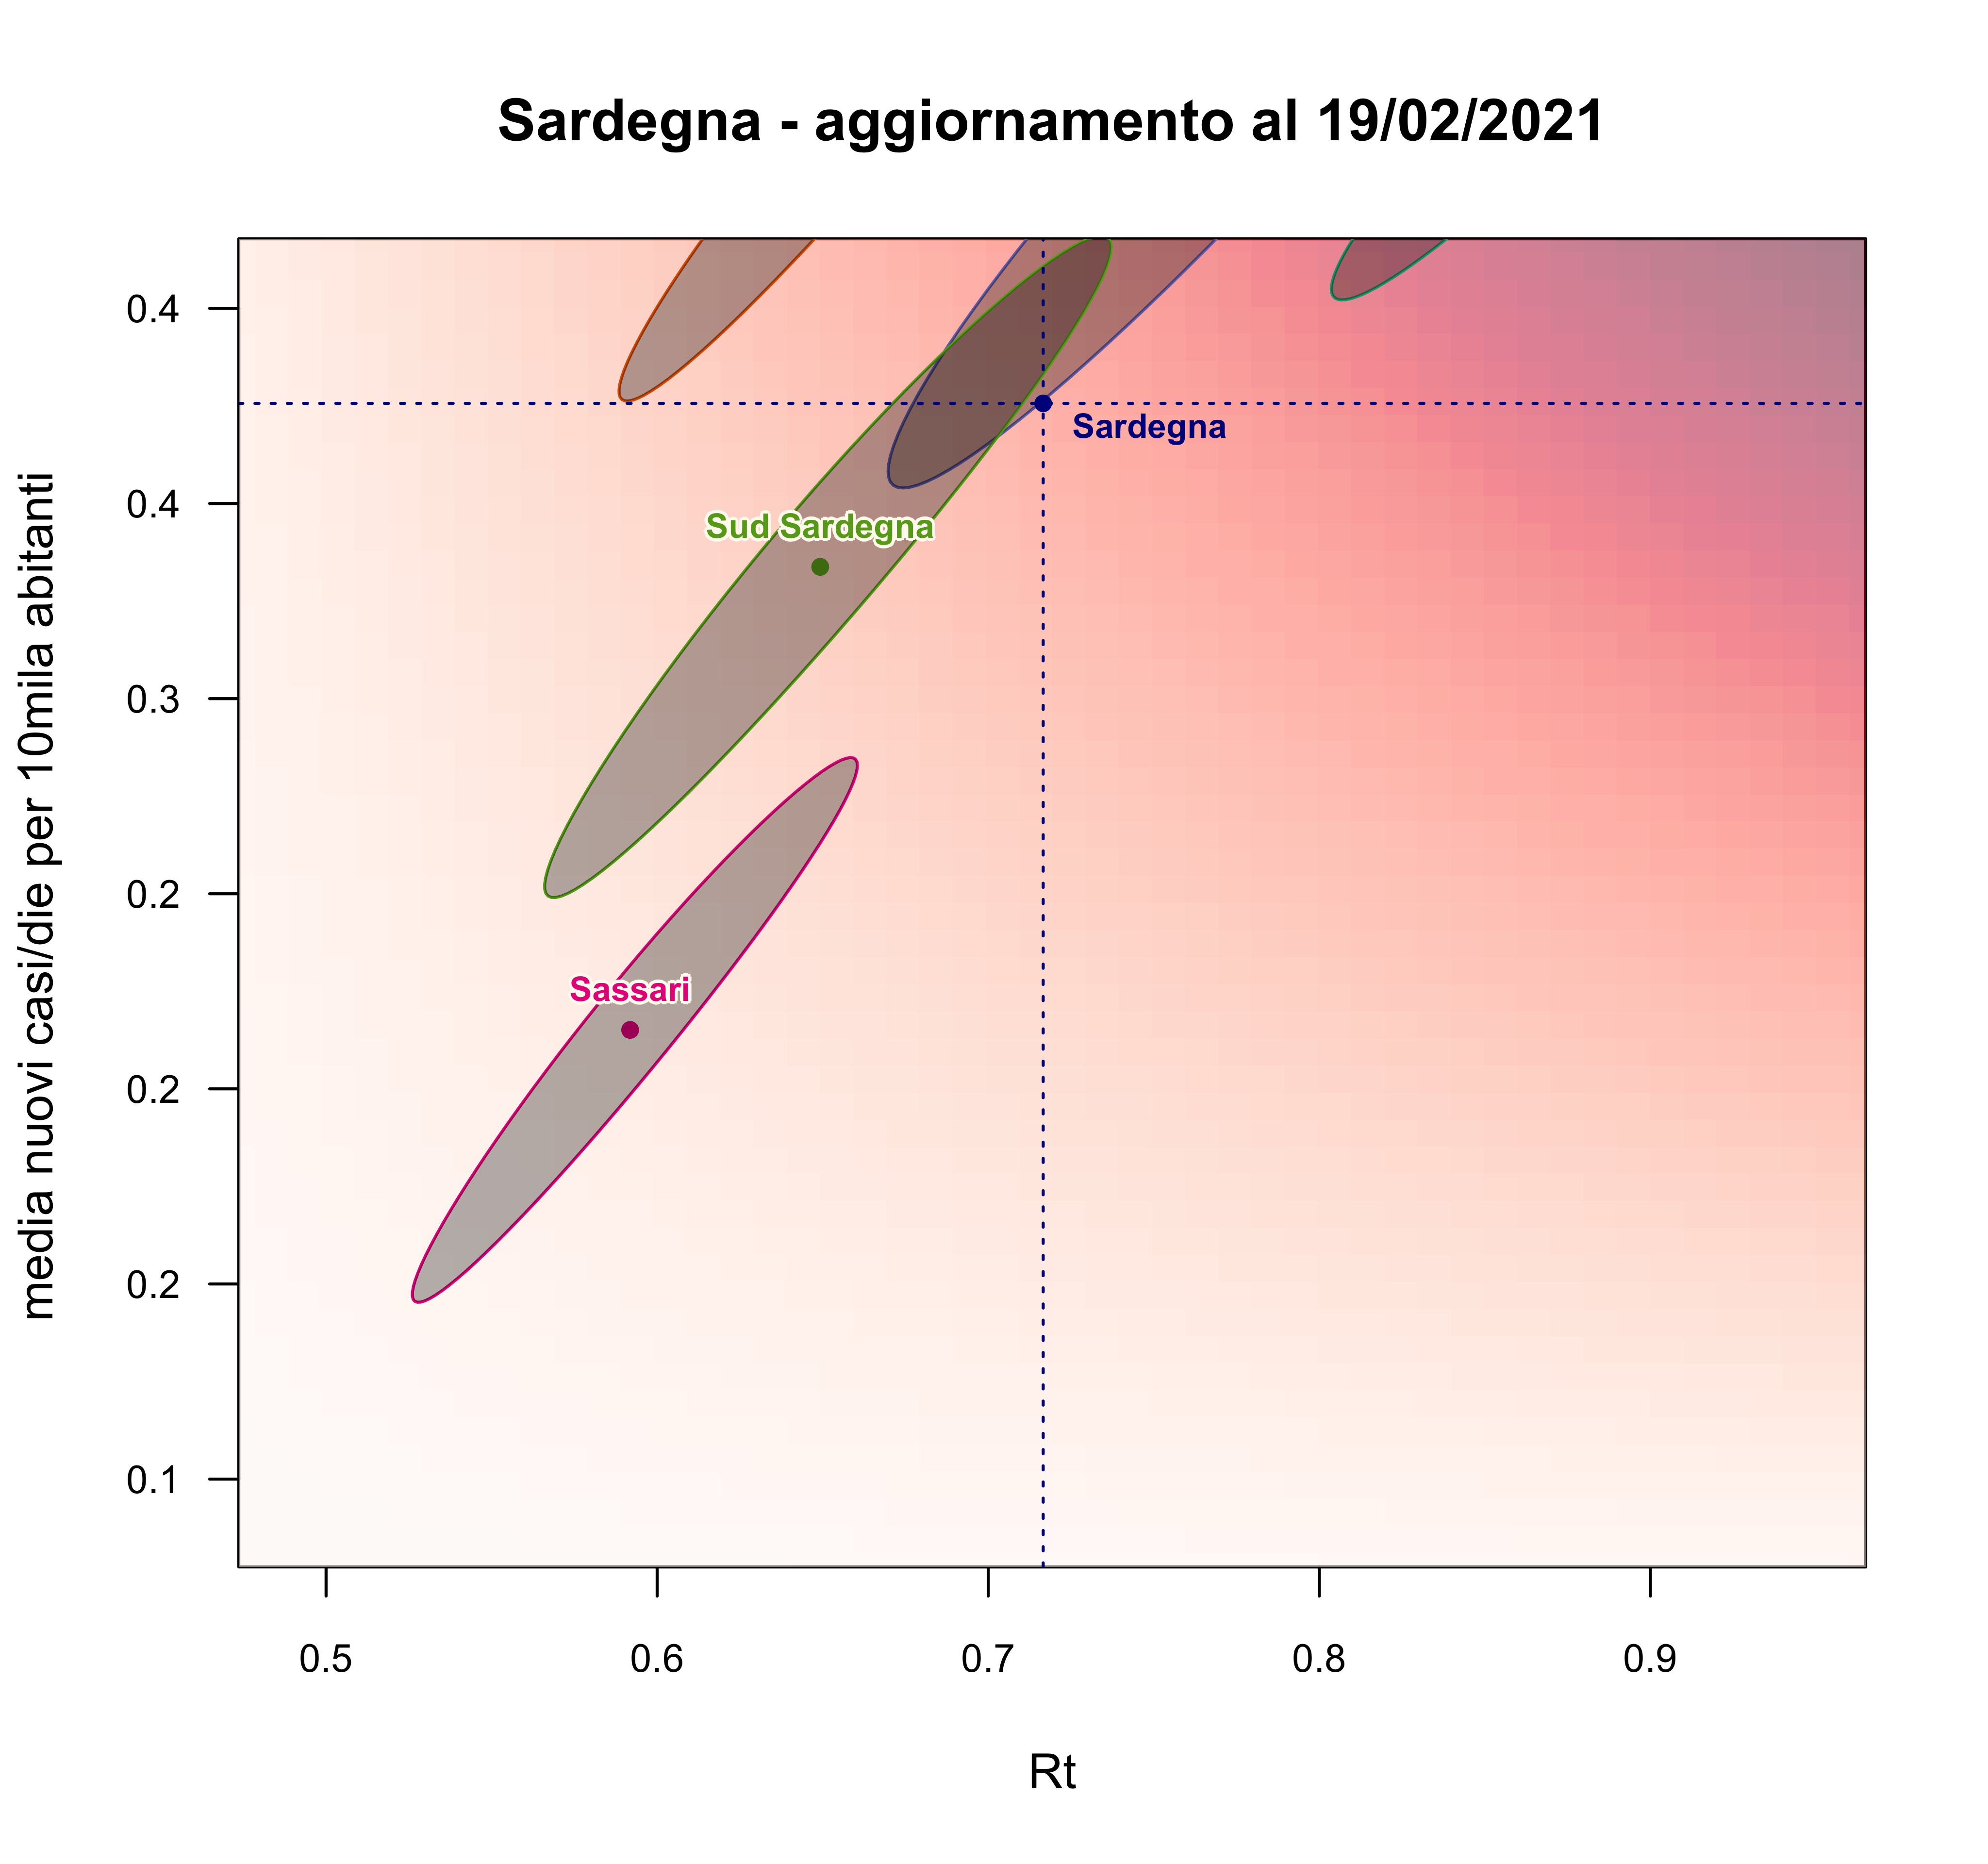 Sardegna - aggiornamento al 19/02/2021
media nuovi casi/die per 10mila abitanti
0.4
0.4
0.3
0.2
0.2
0.2
0.1
Sardegna
Sud Sardegna
Sassari
0.5
0.6
0.7
0.8
0.9
Rt